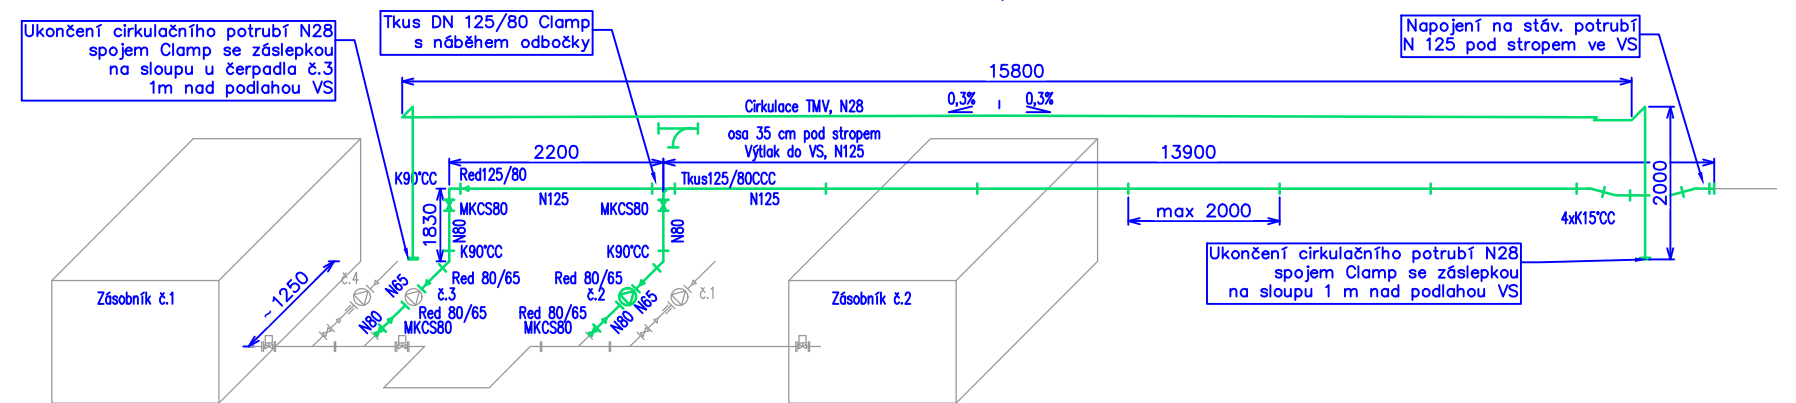 Ukončení cirkulačního potrubí N28
spojem Clamp se záslepkou
na sloupu u čerpadla č.3
1m nad podlahou VS
Tkus DN 125/80 Clamp
s náběhem odbočky
Napojení na stáv. potrubí
N 125 pod stropem ve VS
15800
Cirkulace TMV, N28
0,3%
0,3%
osa 35 cm pod stropem
Výtlak do VS, N125
2200
13900
K90°CC
Red125/80
Tkus125/80CCC
N125
N125
MKCS80
MKCS80
1830
N80
N80
2000
max 2000
4xK15°CC
K90°CC
K90°CC
Ukončení cirkulačního potrubí N28
spojem Clamp se záslepkou
na sloupu 1 m nad podlahou VS
~ 1250
č.4
N65
Red 80/65
č.3
Red 80/65
N80
MKCS80
Red 80/65
č.2
N65
č.1
Red 80/65
N80
MKCS80
Zásobník č.1
Zásobník č.2